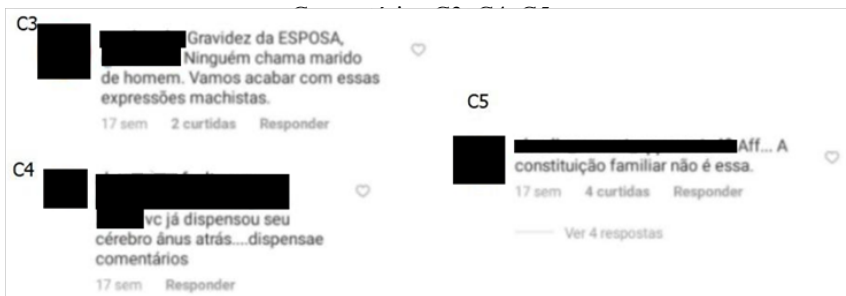 C3
Gravidez da ESPOSA,
Ninguém chama marido
de homem. Vamos acabar com essas
expressões machistas.
17 sem 2 curtidas Responder
C4
vc já dispensou seu
cérebro ânus atrás....dispensae
comentários
17 sem Responder
C5
Aff... A
constituição familiar não é essa.
17 sem 4 curtidas Responder
Ver 4 respostas